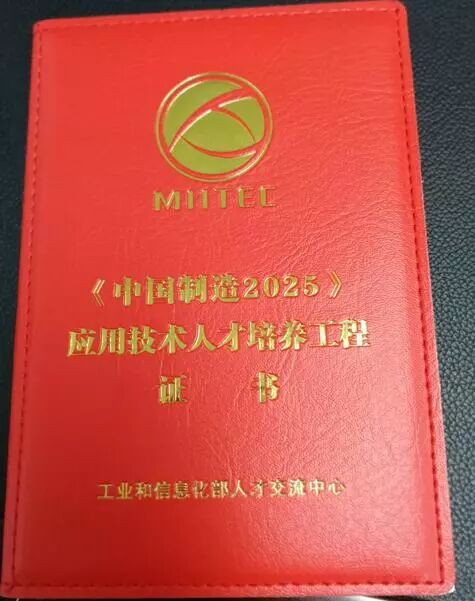 MIITEC
《中国制造2025》
应用技术人才培养工程
证 书
工业和信息化部人才交流中心